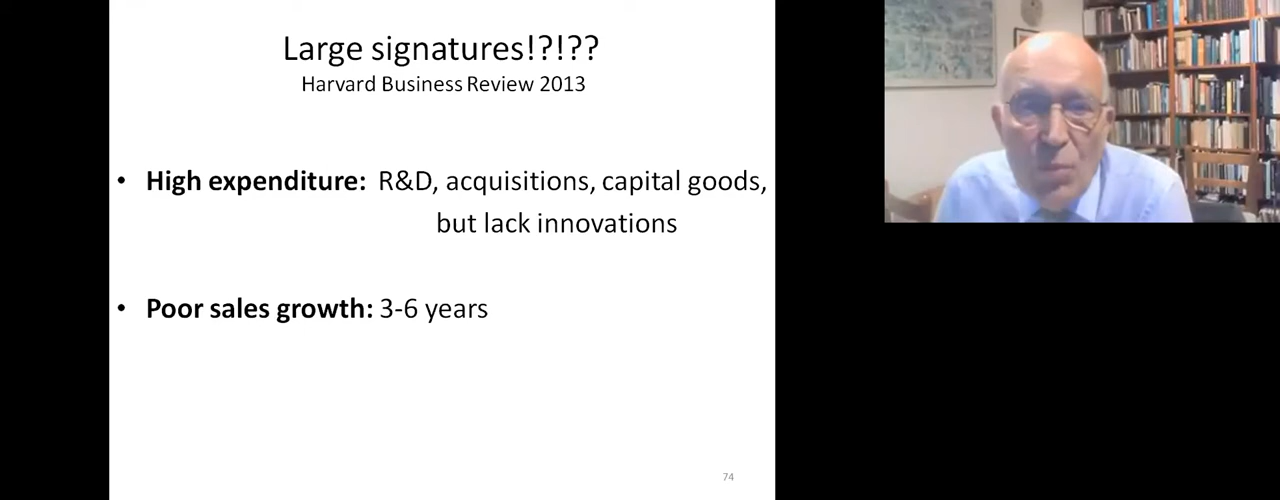 Large signatures!?!??
Harvard Business Review 2013
• High expenditure: R&D, acquisitions, capital goods,
but lack innovations
• Poor sales growth: 3-6 years
74